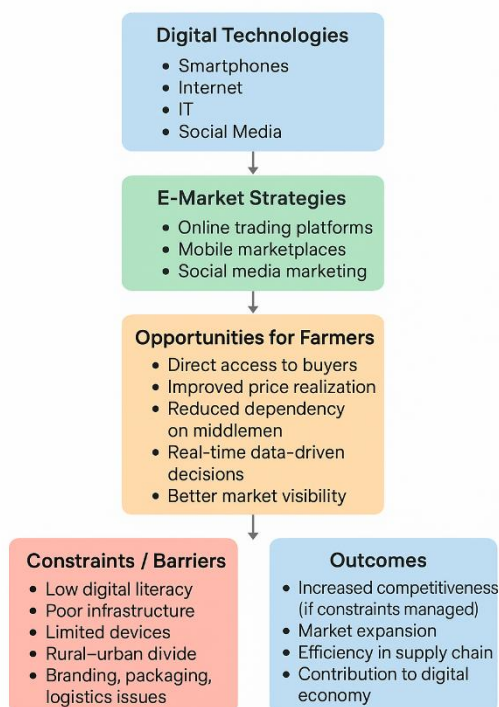 Digital Technologies
• Smartphones
• Internet
• IT
• Social Media
E-Market Strategies
• Online trading platforms
• Mobile marketplaces
• Social media marketing
Opportunities for Farmers
• Direct access to buyers
• Improved price realization
• Reduced dependency
on middlemen
• Real-time data-driven
decisions
• Better market visibility
Constraints / Barriers
• Low digital literacy
• Poor infrastructure
• Limited devices
• Rural–urban divide
• Branding, packaging,
logistics issues
Outcomes
• Increased competitiveness
(if constraints managed)
• Market expansion
• Efficiency in supply chain
• Contribution to digital
economy